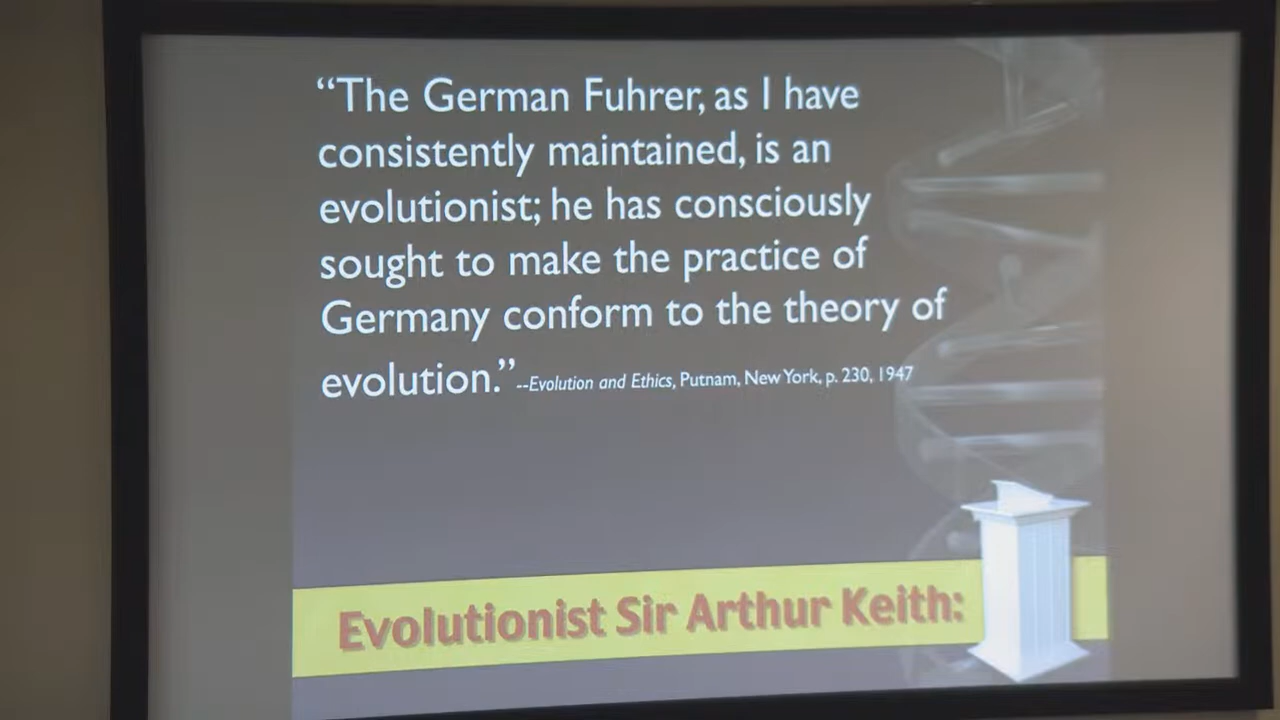 “The German Fuhrer, as I have
consistently maintained, is an
evolutionist; he has consciously
sought to make the practice of
Germany conform to the theory of
evolution.” --Evolution and Ethics, Putnam, New York, p. 230, 1947
Evolutionist Sir Arthur Keith: